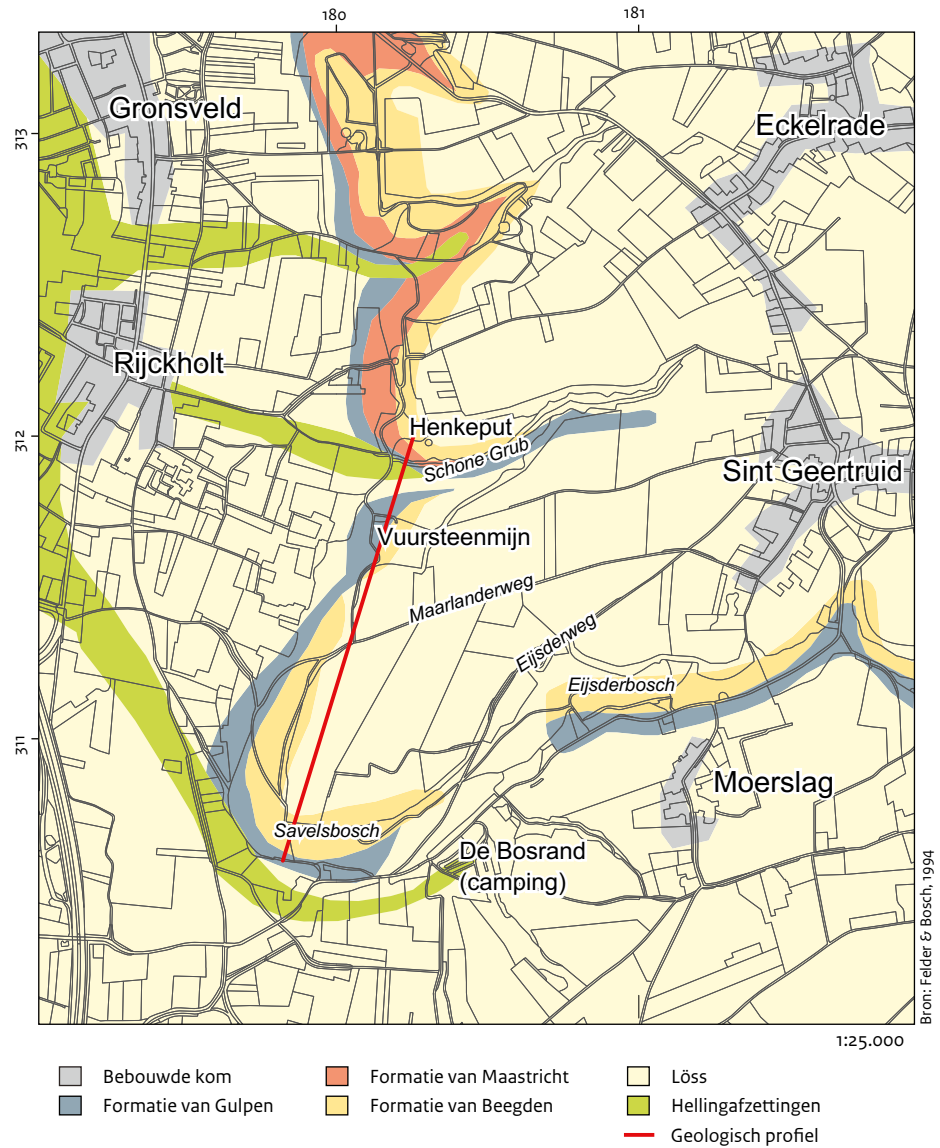 180
181
313
312
311
Gronsveld
Eckelrade
Rijckholt
Henkeput
Schone Grub
Sint Geertruid
Vuursteenmijn
Maarlanderweg
Eijsderweg
Eijsderbosch
Moerslag
Savelsbosch
De Bosrand
(camping)
Bron: Felder & Bosch, 1994
1:25.000
Bebouwde kom
Formatie van Maastricht
Löss
Formatie van Gulpen
Formatie van Beegden
Hellingafzettingen
Geologisch profiel